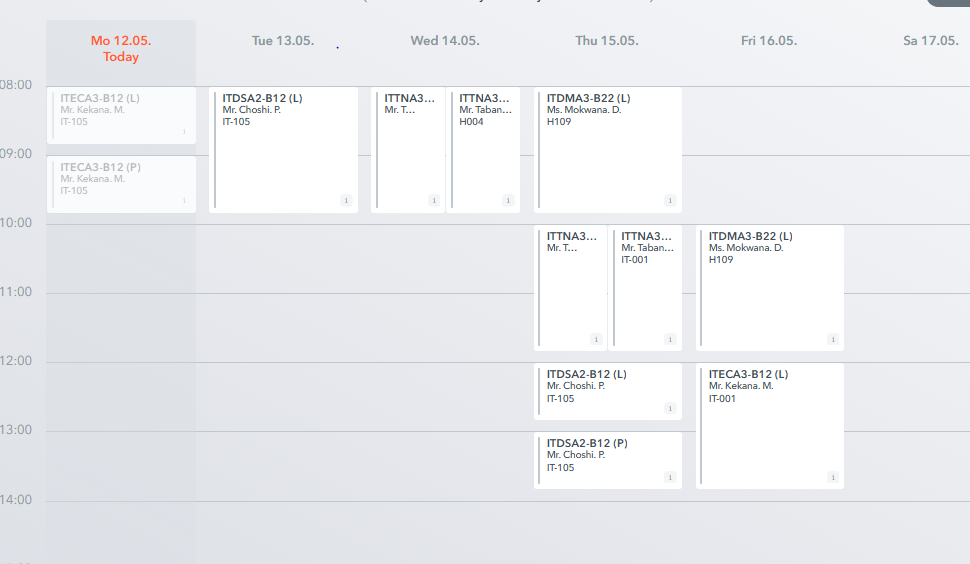 Mo 12.05.
Today
Tue 13.05.
Wed 14.05.
Thu 15.05.
Fri 16.05.
Sa 17.05.
08:00
ITECA3-B12 (L)
Mr. Kekana. M.
IT-105
1
ITDSA2-B12 (L)
Mr. Choshi. P.
IT-105
1
ITTNA3...
Mr. T...
1
ITTNA3...
Mr. Taban...
H004
1
ITDMA3-B22 (L)
Ms. Mokwana. D.
H109
1
09:00
ITECA3-B12 (P)
Mr. Kekana. M.
IT-105
1
10:00
ITTNA3...
Mr. T...
1
ITTNA3...
Mr. Taban...
IT-001
1
ITDMA3-B22 (L)
Ms. Mokwana. D.
H109
1
11:00
12:00
ITDSA2-B12 (L)
Mr. Choshi. P.
IT-105
1
ITECA3-B12 (L)
Mr. Kekana. M.
IT-001
1
13:00
ITDSA2-B12 (P)
Mr. Choshi. P.
IT-105
1
14:00